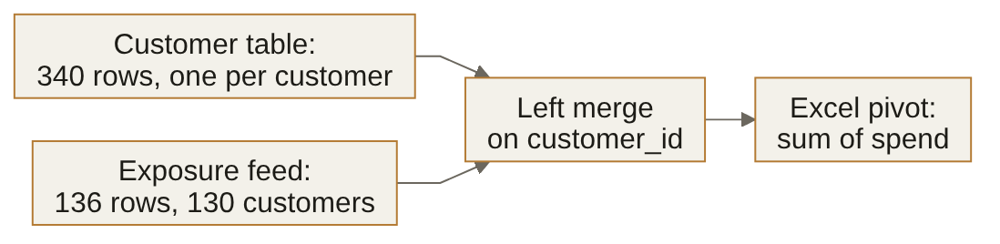 Customer table:
340 rows, one per customer
Exposure feed:
136 rows, 130 customers
Left merge
on customer_id
Excel pivot:
sum of spend